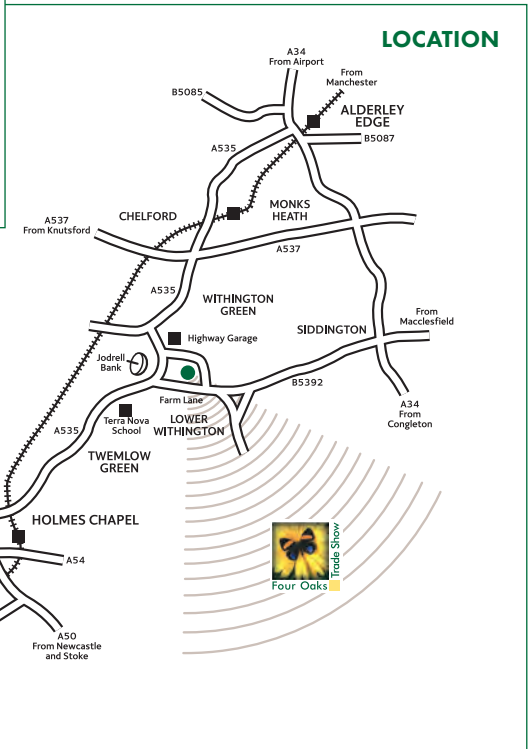 LOCATION
A34
From Airport
From
Manchester
B5085
ALDERLEY
EDGE
B5087
A535
CHELFORD
MONKS
HEATH
A537
From Knutsford
A537
A535
WITHINGTON
GREEN
From
Macclesfield
SIDDINGTON
Highway Garage
Jodrell
Bank
B5392
Farm Lane
A34
From
Congleton
Terra Nova
School
LOWER
WITHINGTON
A535
TWEMLOW
GREEN
HOLMES CHAPEL
Trade Show
Four Oaks
A54
A50
From Newcastle
and Stoke